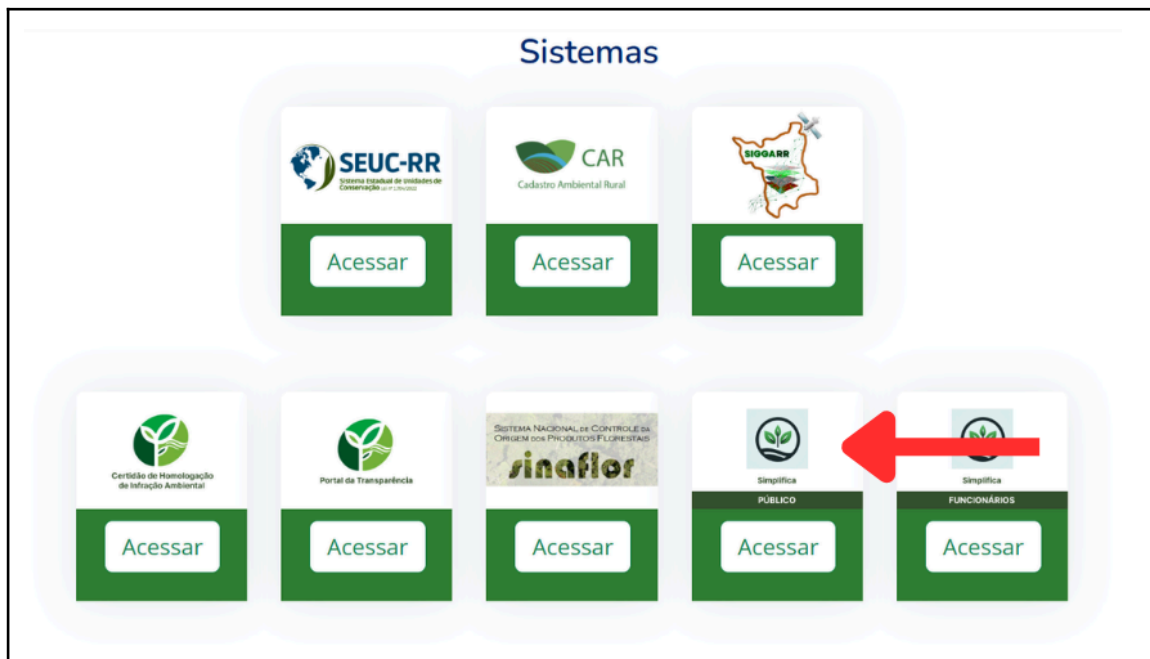 Sistemas
SEUC-RR
Sistema Estadual de Unidades de
Conservação
CAR
Cadastro Ambiental Rural
SIGGARR
Acessar
Acessar
Acessar
Certidão de Homologação
de Infração Ambiental
Portal da Transparência
SISTEMA NACIONAL DE CONTROLE DA
ORIGEM DOS PRODUTOS FLORESTAIS
sinaflor
Simplifica
PÚBLICO
Simplifica
FUNCIONÁRIOS
Acessar
Acessar
Acessar
Acessar
Acessar